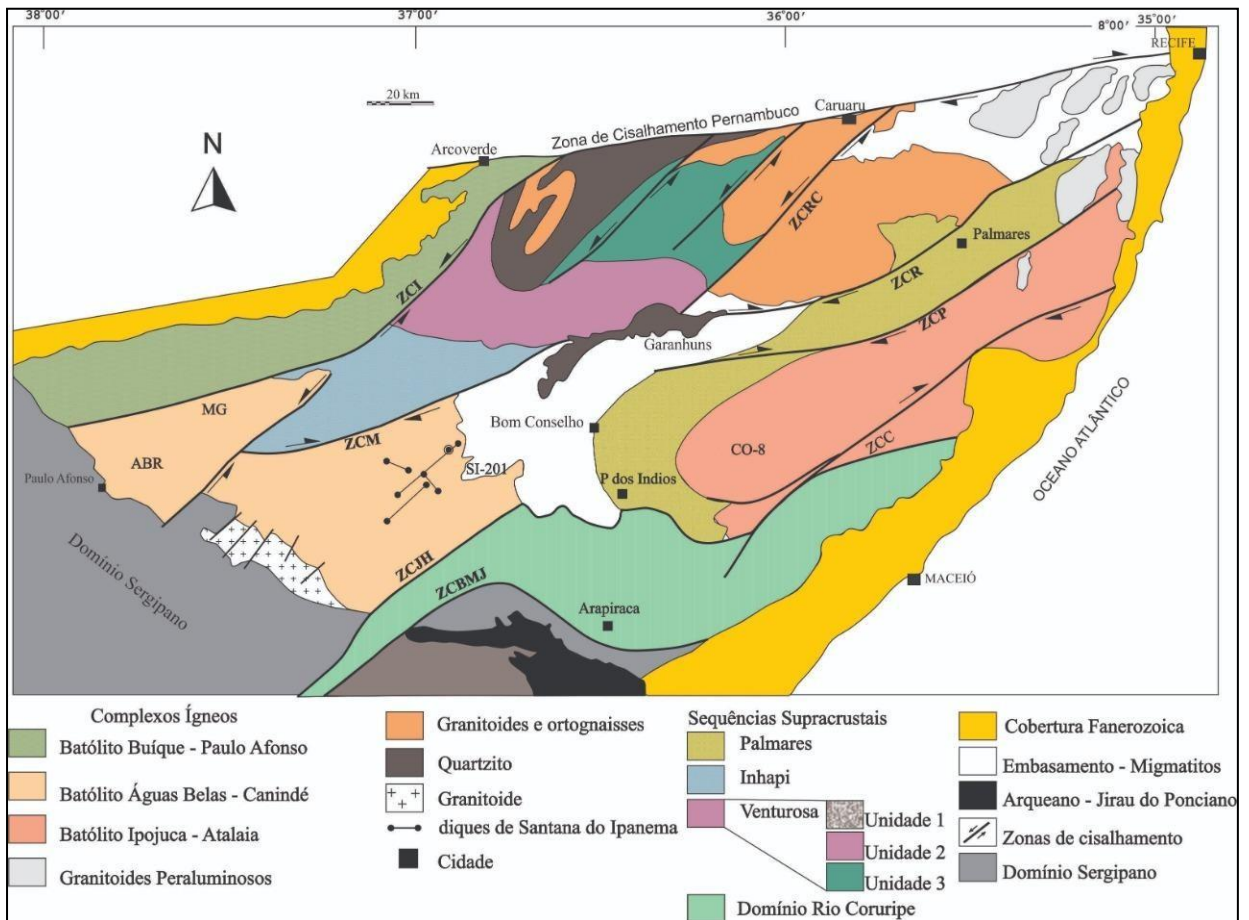 38°00'
37°00'
36°00'
8°00'
35°00'
RECIFE
20 km
Zona de Cisalhamento Pernambuco
Caruaru
Arcoverde
N
ZCRC
Palmares
ZCI
ZCR
ZCP
Garanhuns
MG
Bom Conselho
ZCM
ABR
SI-201
CO-8
ZCC
Paulo Afonso
P dos Indios
OCEANO ATLÂNTICO
Domínio Sergipano
ZCJH
ZCBMJ
MACEIÓ
Arapiraca
Complexos Ígneos
Batólito Buíque - Paulo Afonso
Batólito Águas Belas - Canindé
Batólito Ipojuca - Atalaia
Granitoides Peraluminosos
Granitoides e ortognaisses
Quartzito
Granitoide
diques de Santana do Ipanema
Cidade
Sequências Supracrustais
Palmares
Inhapi
Venturosa
Unidade 1
Unidade 2
Unidade 3
Domínio Rio Coruripe
Cobertura Fanerozoica
Embasamento - Migmatitos
Arqueano - Jirau do Ponciano
Zonas de cisalhamento
Domínio Sergipano